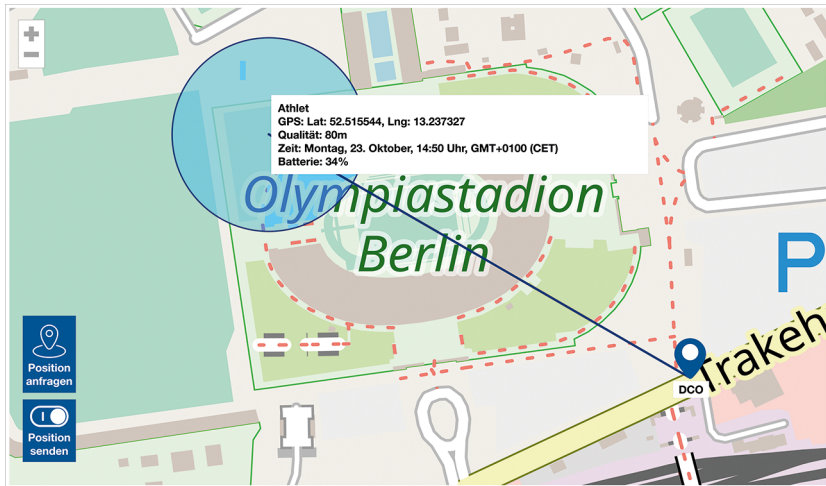 +
−
Athlet
GPS: Lat: 52.515544, Lng: 13.237327
Qualität: 80m
Zeit: Montag, 23. Oktober, 14:50 Uhr, GMT+0100 (CET)
Batterie: 34%
Olympiastadion
Berlin
P
Position
anfragen
Trakeh
DCO
Position
senden